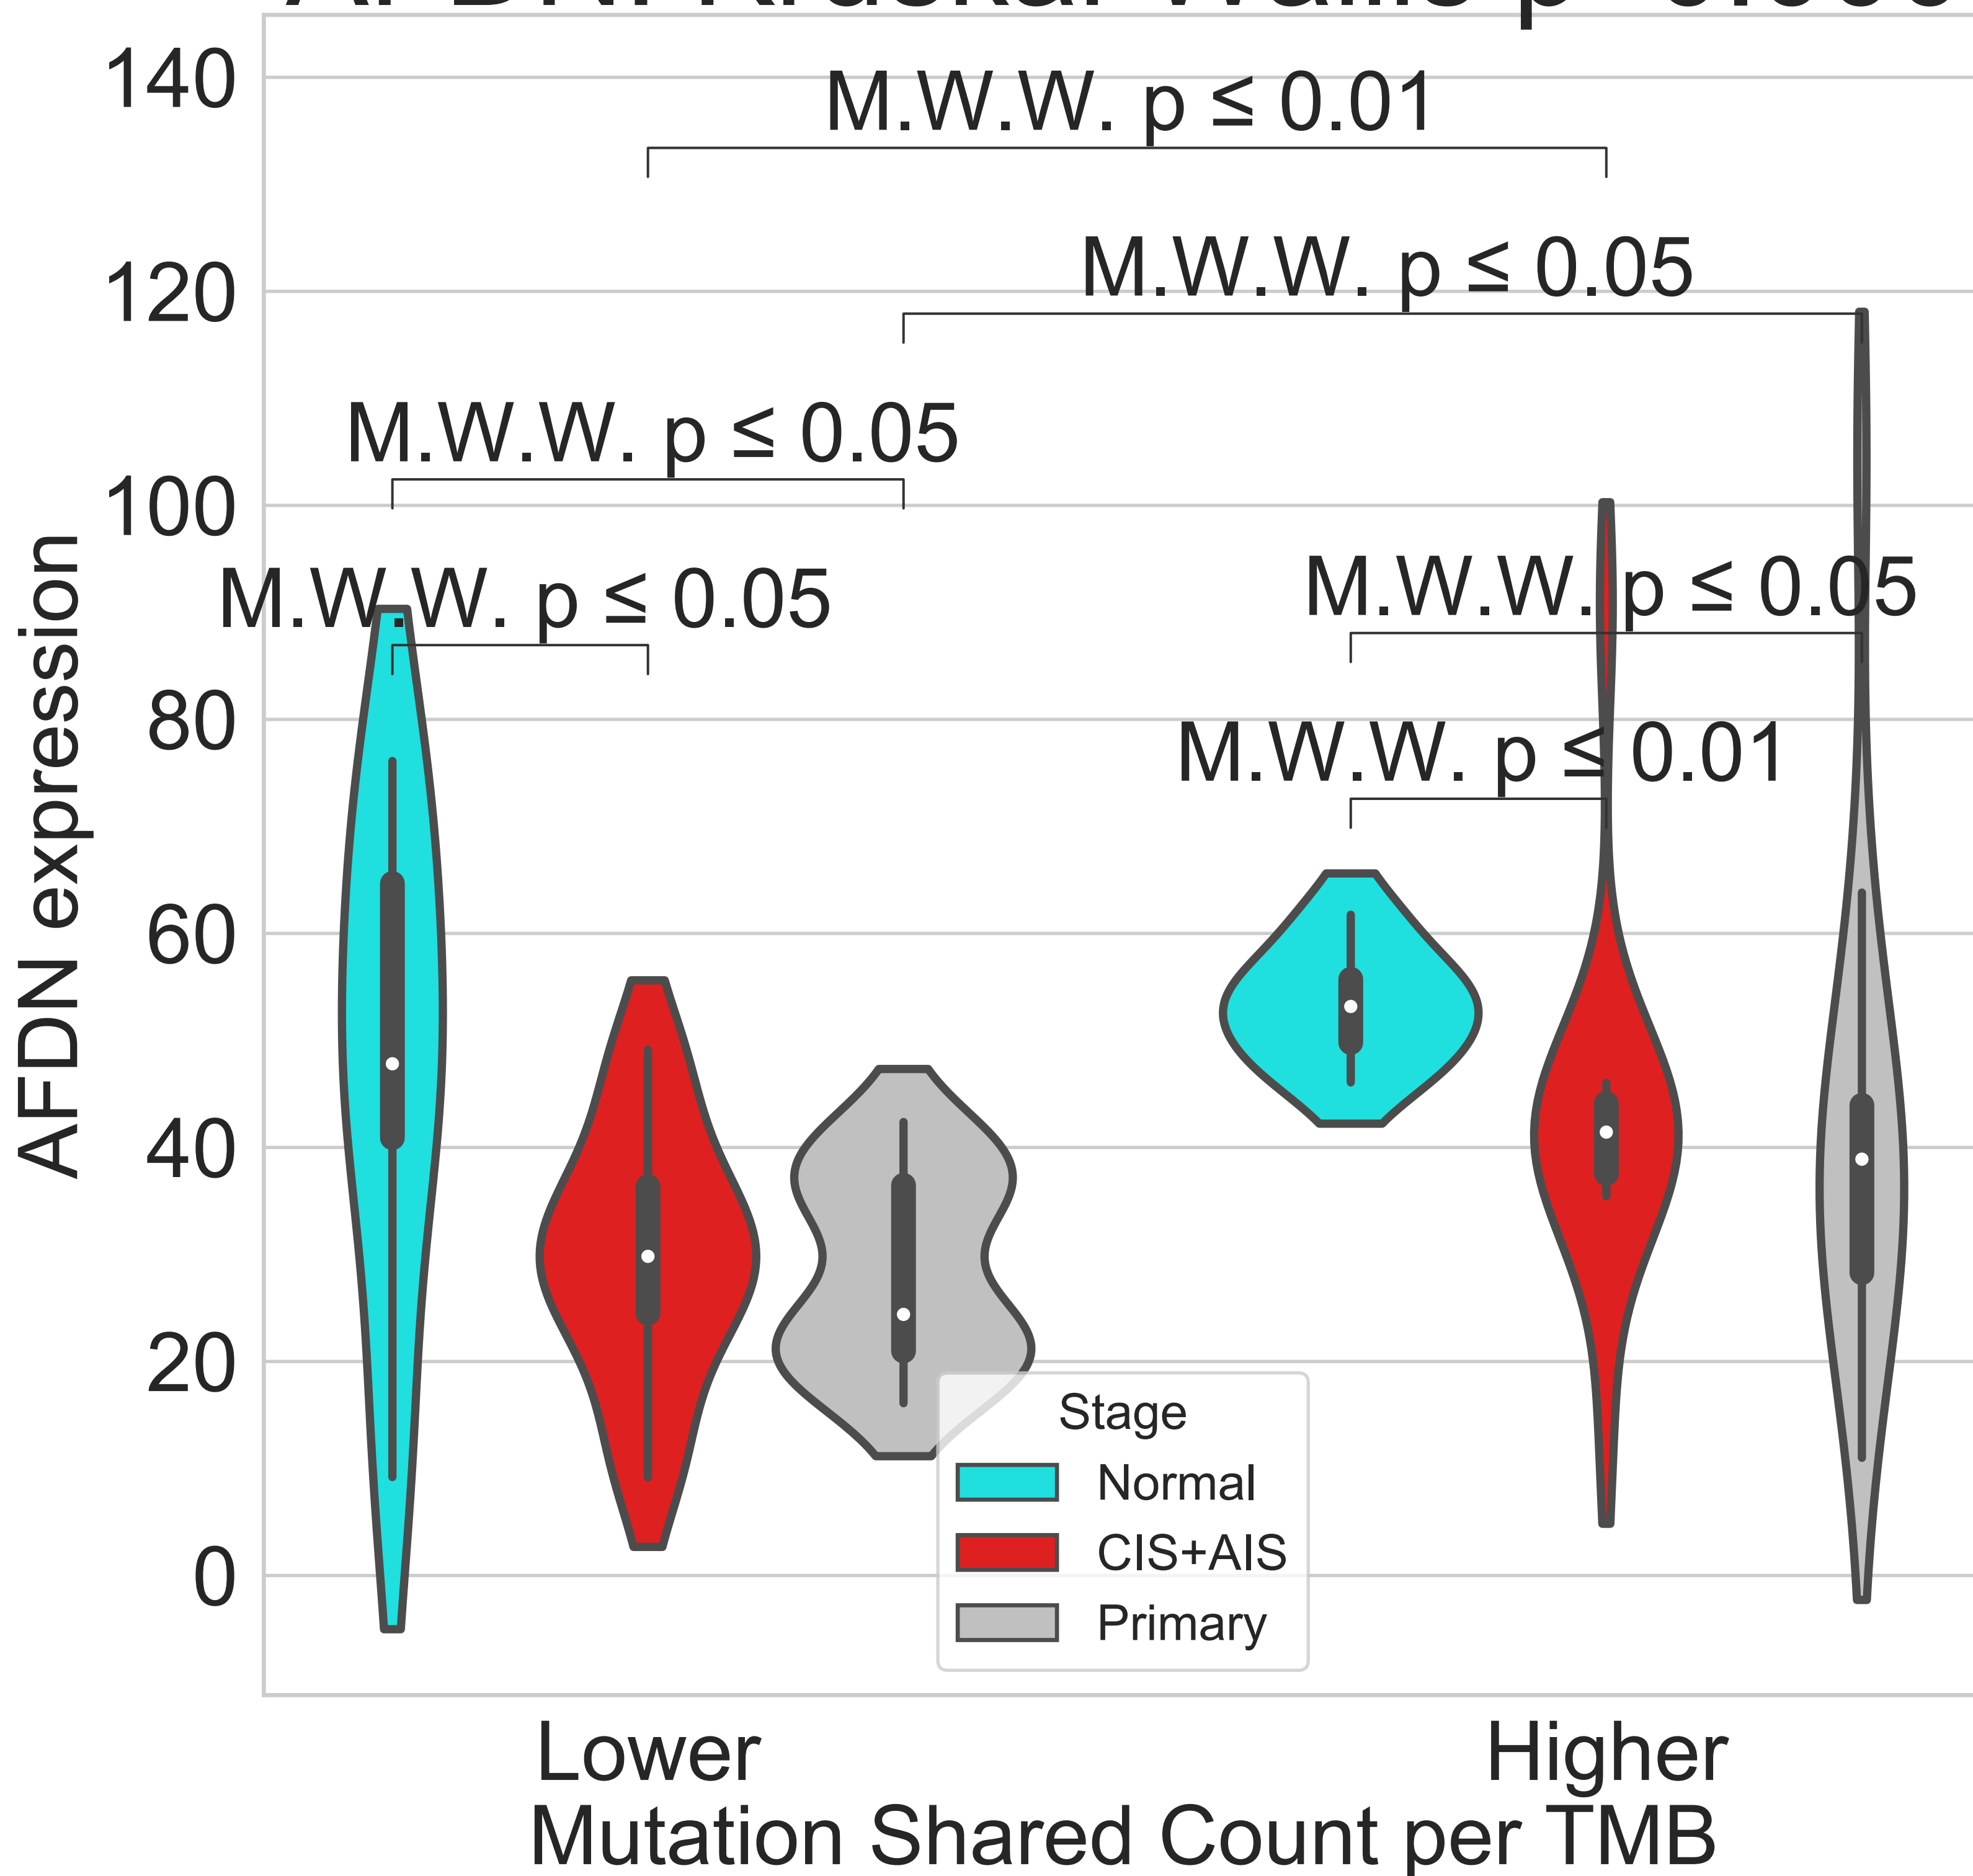 140
M.W.W. p ≤ 0.01
120
M.W.W. p ≤ 0.05
100
M.W.W. p ≤ 0.05
M.W.W. p ≤ 0.05
M.W.W. p ≤ 0.05
80
M.W.W. p ≤ 0.01
60
40
20
0
AFDN expression
Stage
Normal
CIS+AIS
Primary
Lower
Higher
Mutation Shared Count per TMB